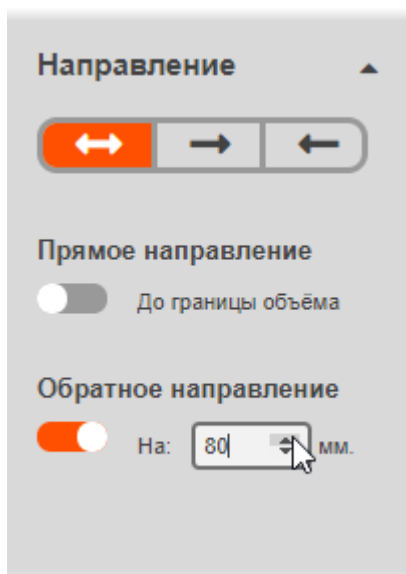 Направление
Прямое направление
До границы объёма
Обратное направление
На: 80 мм.